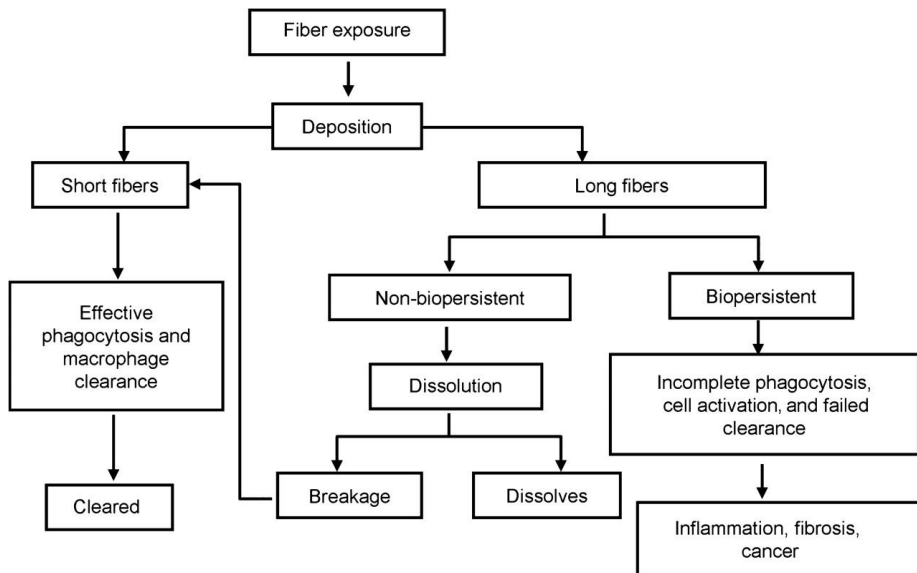 Fiber exposure
Deposition
Short fibers
Long fibers
Non-biopersistent
Biopersistent
Effective
phagocytosis and
macrophage
clearance
Dissolution
Incomplete phagocytosis,
cell activation, and failed
clearance
Cleared
Breakage
Dissolves
Inflammation, fibrosis,
cancer